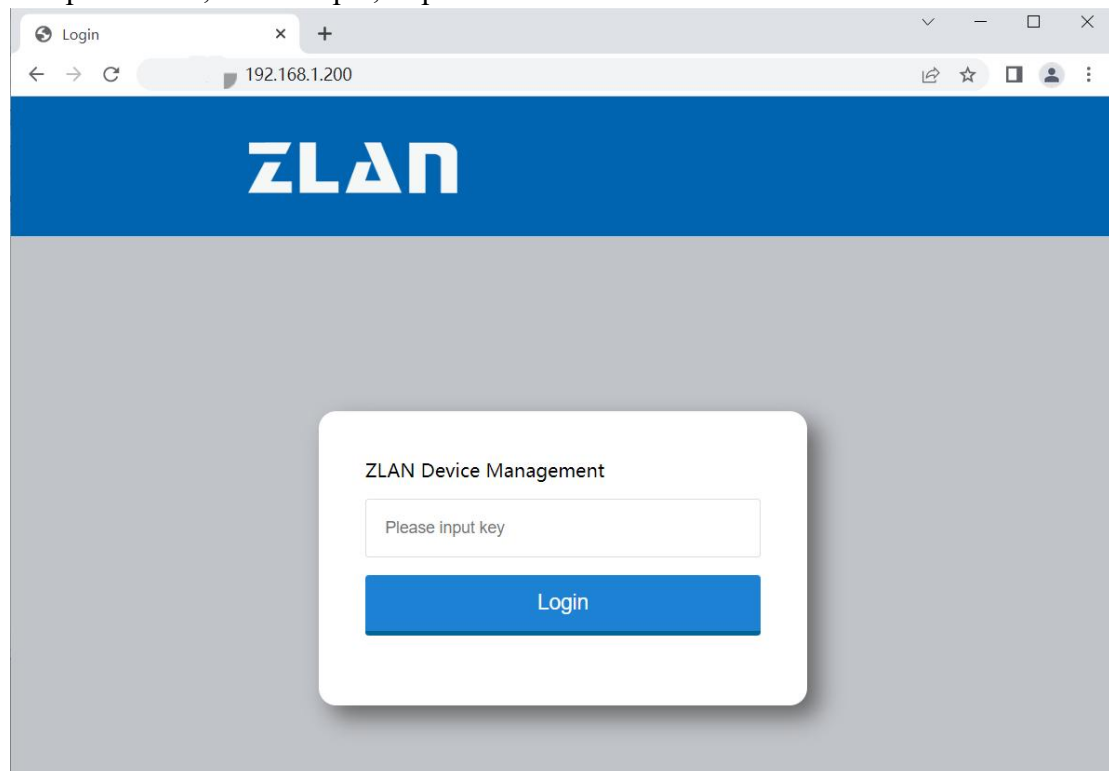 Login
192.168.1.200
ZLAN
ZLAN Device Management
Please input key
Login